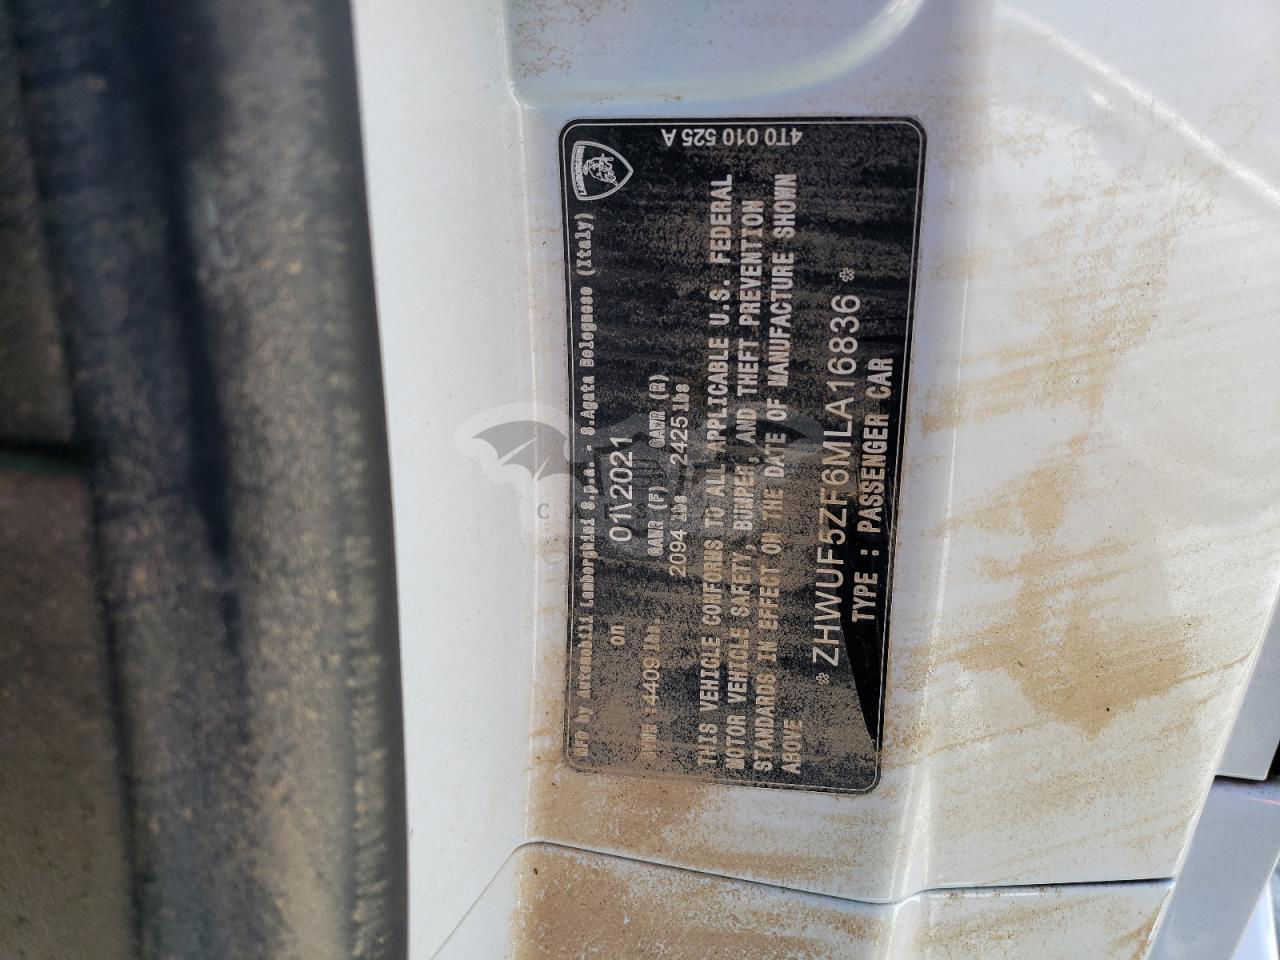 LAMBORGHINI
4T0 010 525 A
MFD by Automobili Lamborghini S.p.A. - S.Agata Bolognese (Italy)
on 01\2021
4409 lbs. GAWR (F) GAWR (R)
2094 lbs 2425 lbs
THIS VEHICLE CONFORMS TO ALL APPLICABLE U.S. FEDERAL
MOTOR VEHICLE SAFETY, BUMPER, AND THEFT PREVENTION
STANDARDS IN EFFECT ON THE DATE OF MANUFACTURE SHOWN
ABOVE
* ZHWUF5ZF6MLA16836 *
TYPE : PASSENGER CAR